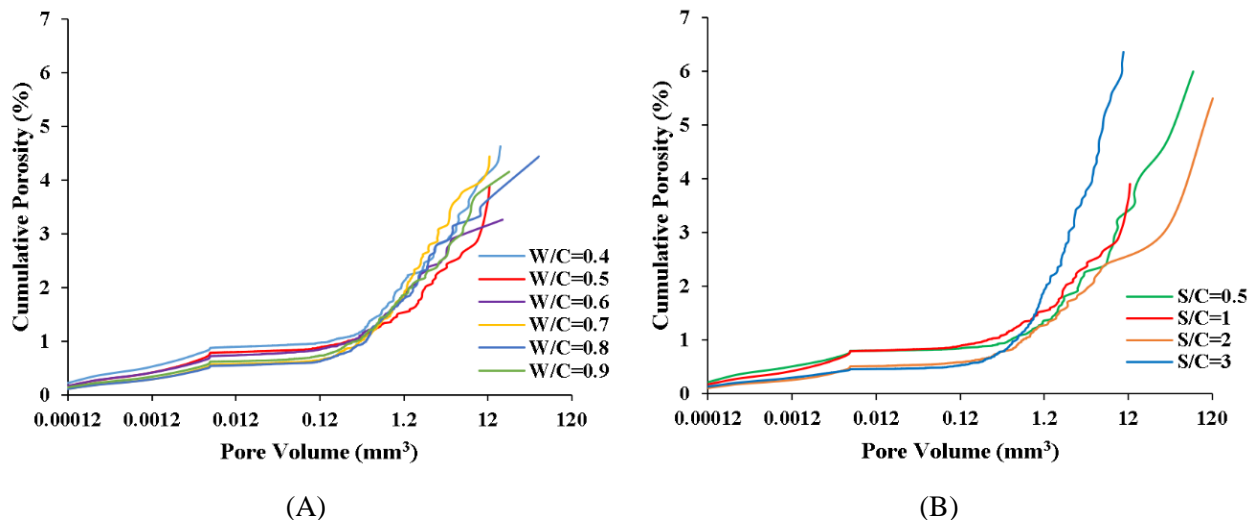 7
6
5
4
3
2
1
0
Cumulative Porosity (%)
0.00012 0.0012 0.012 0.12 1.2 12 120
Pore Volume (mm³)
W/C=0.4
W/C=0.5
W/C=0.6
W/C=0.7
W/C=0.8
W/C=0.9
(A)
7
6
5
4
3
2
1
0
Cumulative Porosity (%)
0.00012 0.0012 0.012 0.12 1.2 12 120
Pore Volume (mm³)
S/C=0.5
S/C=1
S/C=2
S/C=3
(B)